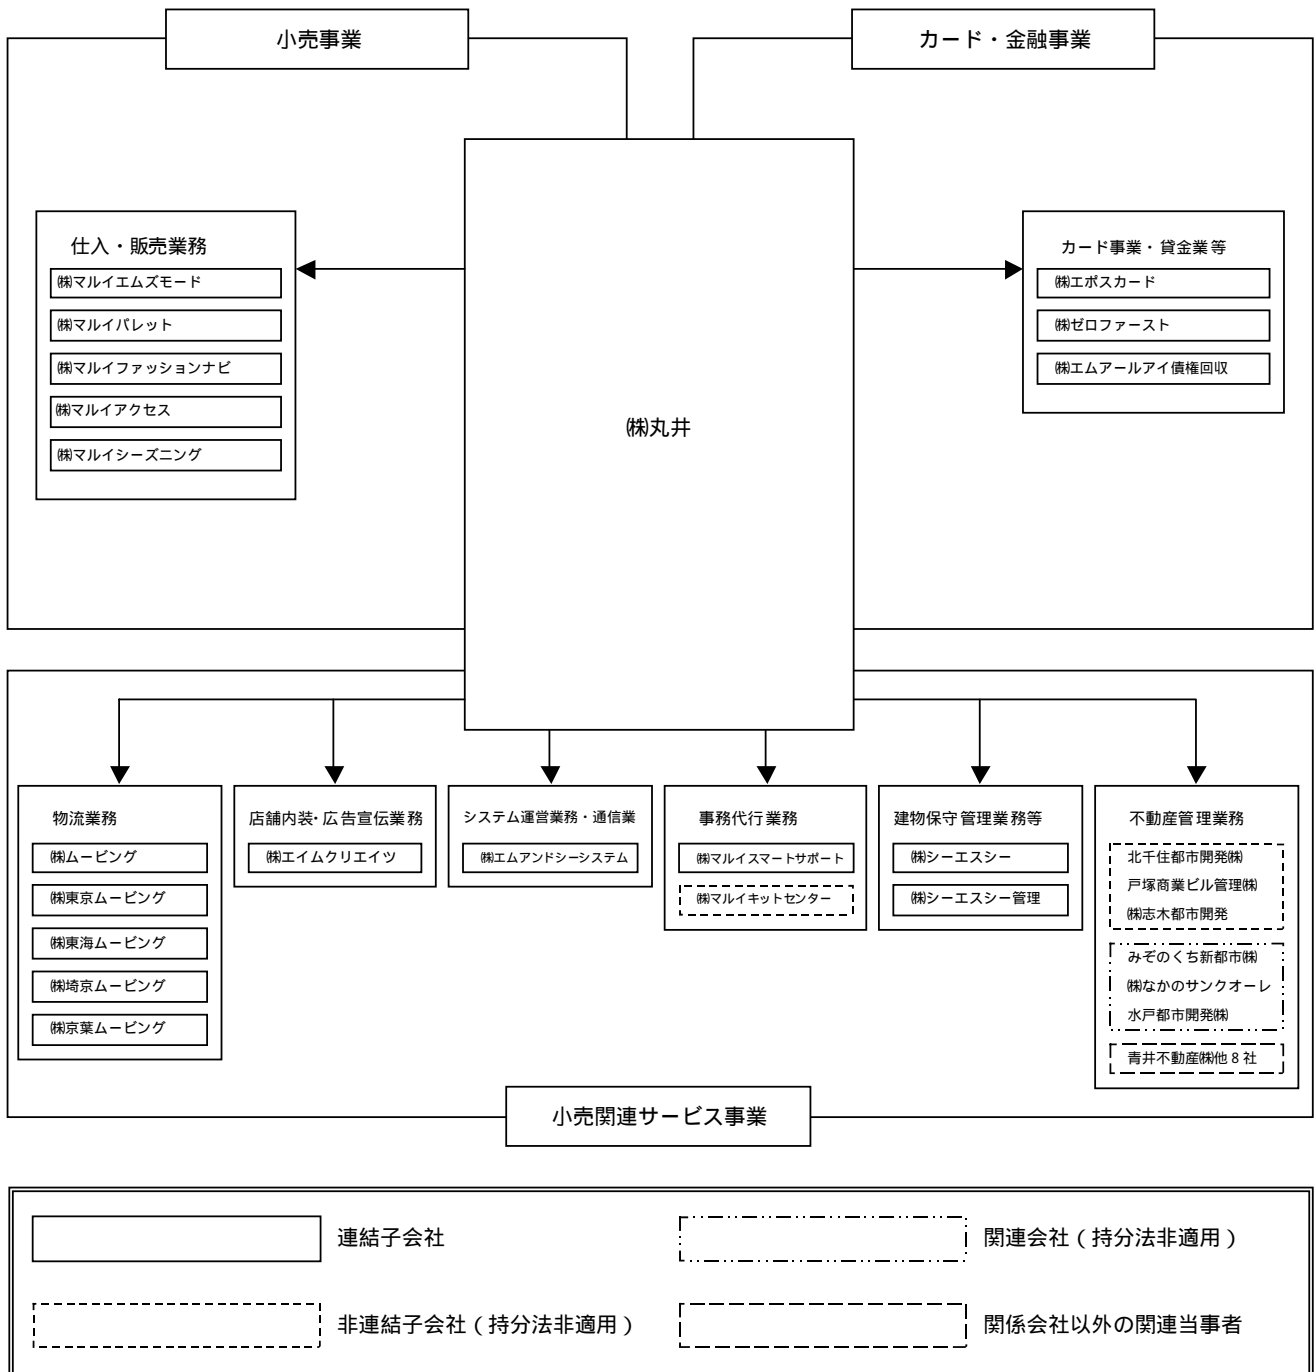 小売事業
カード・金融事業
㈱丸井
仕入・販売業務
㈱マルイエムズモード
㈱マルイパレット
㈱マルイファッションナビ
㈱マルイアクセス
㈱マルイシーズニング
カード事業・貸金業等
㈱エポスカード
㈱ゼロファースト
㈱エムアールアイ債権回収
物流業務
㈱ムービング
㈱東京ムービング
㈱東海ムービング
㈱埼京ムービング
㈱京葉ムービング
店舗内装・広告宣伝業務
㈱エイムクリエイツ
システム運営業務・通信業
㈱エムアンドシーシステム
事務代行業務
㈱マルイスマートサポート
㈱マルイキットセンター
建物保守管理業務等
㈱シーエスシー
㈱シーエスシー管理
不動産管理業務
北千住都市開発㈱
戸塚商業ビル管理㈱
㈱志木都市開発
みぞのくち新都市㈱
㈱なかのサンクオーレ
水戸都市開発㈱
青井不動産㈱他8社
小売関連サービス事業
連結子会社
関連会社(持分法非適用)
非連結子会社(持分法非適用)
関係会社以外の関連当事者